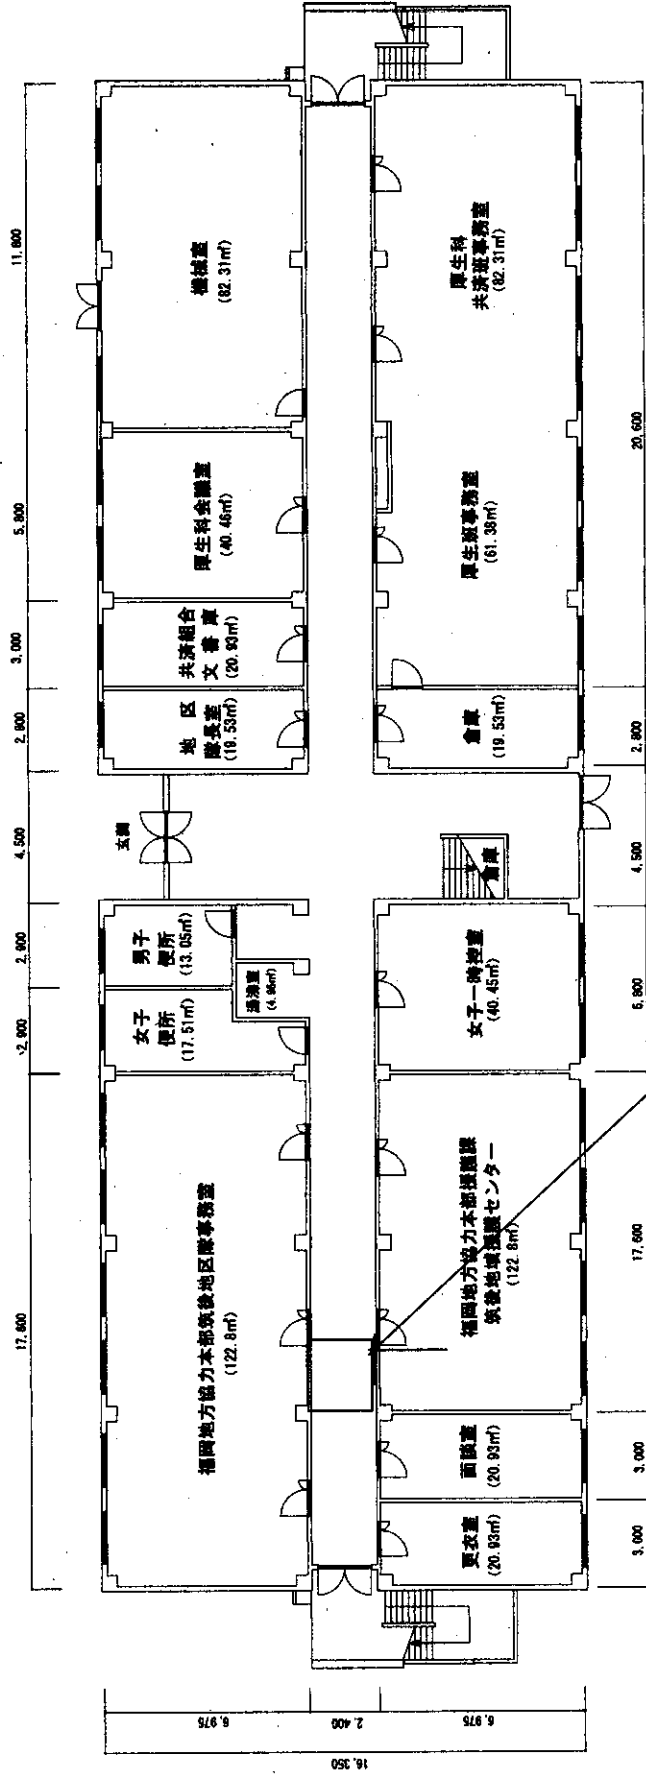 17,600
2,900
2,900
4,500
2,800
3,000
5,800
11,800
福岡地方協力本部筑後地区隊事務室
(122.8㎡)
女子
便所
(17.51㎡)
男子
便所
(13.05㎡)
湯沸室
(4.95㎡)
玄関
地区
隊長室
(19.53㎡)
共済組合
文書庫
(20.93㎡)
厚生科会議室
(40.46㎡)
機械室
(82.31㎡)
更衣室
(20.93㎡)
面談室
(20.93㎡)
福岡地方協力本部援護課
筑後地域援護センター
(122.8㎡)
女子一時控室
(40.45㎡)
倉庫
倉庫
(19.53㎡)
厚生班事務室
(61.38㎡)
厚生科
共済班事務室
(82.31㎡)
3,000
3,000
17,600
5,800
4,500
2,800
20,600
6,975
2,400
6,975
16,350